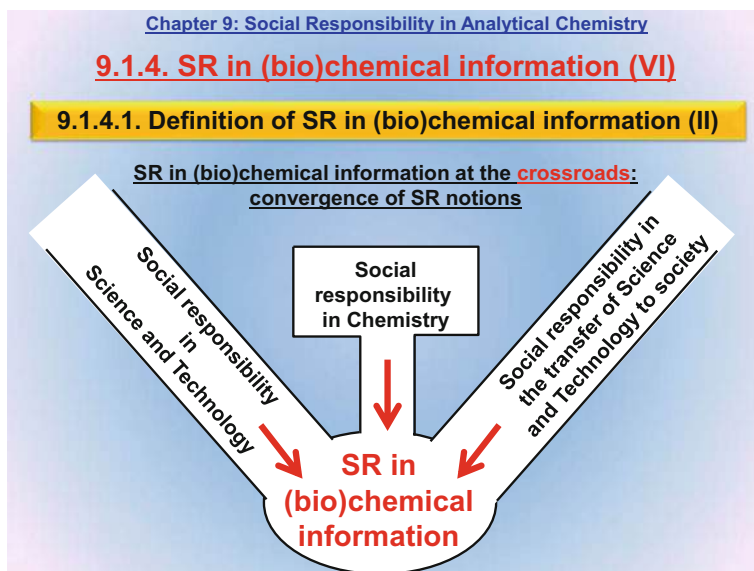 Chapter 9: Social Responsibility in Analytical Chemistry
9.1.4. SR in (bio)chemical information (VI)
9.1.4.1. Definition of SR in (bio)chemical information (II)
SR in (bio)chemical information at the crossroads:
convergence of SR notions
Social responsibility
in
Science and Technology
Social
responsibility
in Chemistry
Social responsibility in
the transfer of Science
and Technology to society
SR in
(bio)chemical
information